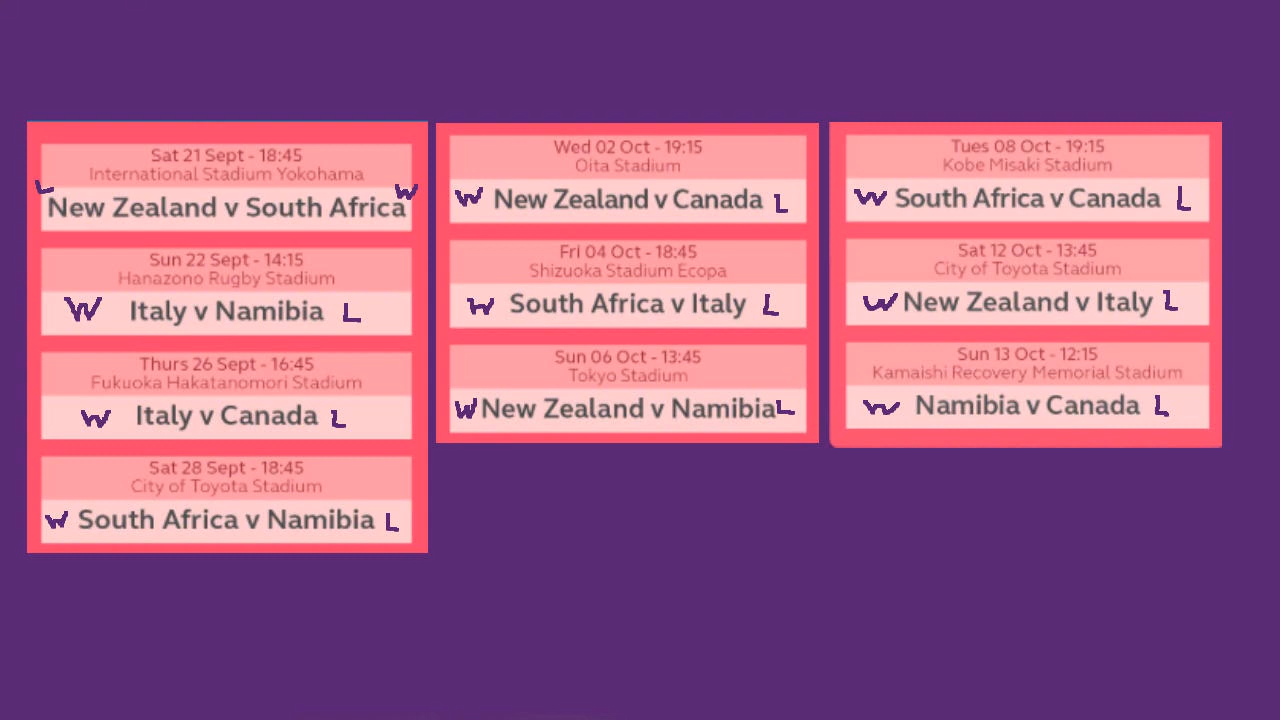 Sat 21 Sept - 18:45
International Stadium Yokohama
L New Zealand v South Africa W
Sun 22 Sept - 14:15
Hanazono Rugby Stadium
W Italy v Namibia L
Thurs 26 Sept - 16:45
Fukuoka Hakatanomori Stadium
W Italy v Canada L
Sat 28 Sept - 18:45
City of Toyota Stadium
W South Africa v Namibia L
Wed 02 Oct - 19:15
Oita Stadium
W New Zealand v Canada L
Fri 04 Oct - 18:45
Shizuoka Stadium Ecopa
W South Africa v Italy L
Sun 06 Oct - 13:45
Tokyo Stadium
W New Zealand v Namibia L
Tues 08 Oct - 19:15
Kobe Misaki Stadium
W South Africa v Canada L
Sat 12 Oct - 13:45
City of Toyota Stadium
W New Zealand v Italy L
Sun 13 Oct - 12:15
Kamaishi Recovery Memorial Stadium
W Namibia v Canada L